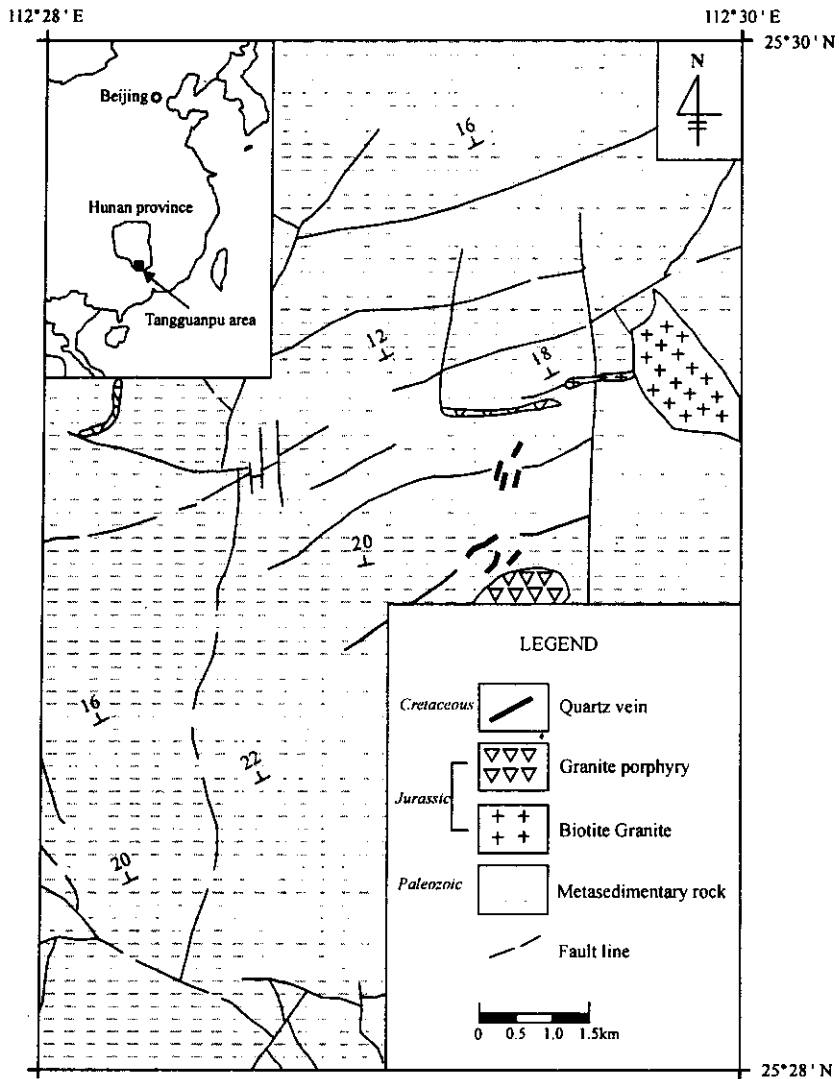 112°28'E
112°30'E
25°30'N
Beijing
N
16
Hunan province
Tangguanpu area
12
18
20
16
22
20
LEGEND
Cretaceous
Quartz vein
Granite porphyry
Jurassic
Biotite Granite
Paleozoic
Metasedimentary rock
Fault line
0 0.5 1.0 1.5km
25°28'N